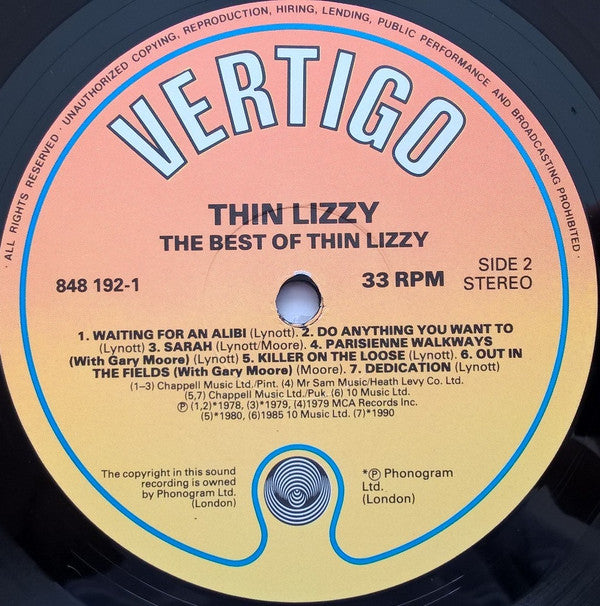 · ALL RIGHTS RESERVED · UNAUTHORIZED COPYING, REPRODUCTION, HIRING, LENDING, PUBLIC PERFORMANCE AND BROADCASTING PROHIBITED ·
VERTIGO
THIN LIZZY
THE BEST OF THIN LIZZY
848 192-1
33 RPM
SIDE 2
STEREO
1. WAITING FOR AN ALIBI (Lynott). 2. DO ANYTHING YOU WANT TO
(Lynott) 3. SARAH (Lynott/Moore). 4. PARISIENNE WALKWAYS
(With Gary Moore) (Lynott) 5. KILLER ON THE LOOSE (Lynott). 6. OUT IN
THE FIELDS (With Gary Moore) (Moore). 7. DEDICATION (Lynott)
(1–3) Chappell Music Ltd./Pint. (4) Mr Sam Music/Heath Levy Co. Ltd.
(5,7) Chappell Music Ltd./Puk. (6) 10 Music Ltd.
℗ (1,2)*1978, (3)*1979, (4)1979 MCA Records Inc.
(5)*1980, (6)1985 10 Music Ltd. (7)*1990
The copyright in this sound
recording is owned
by Phonogram Ltd.
(London)
*℗ Phonogram
Ltd.
(London)